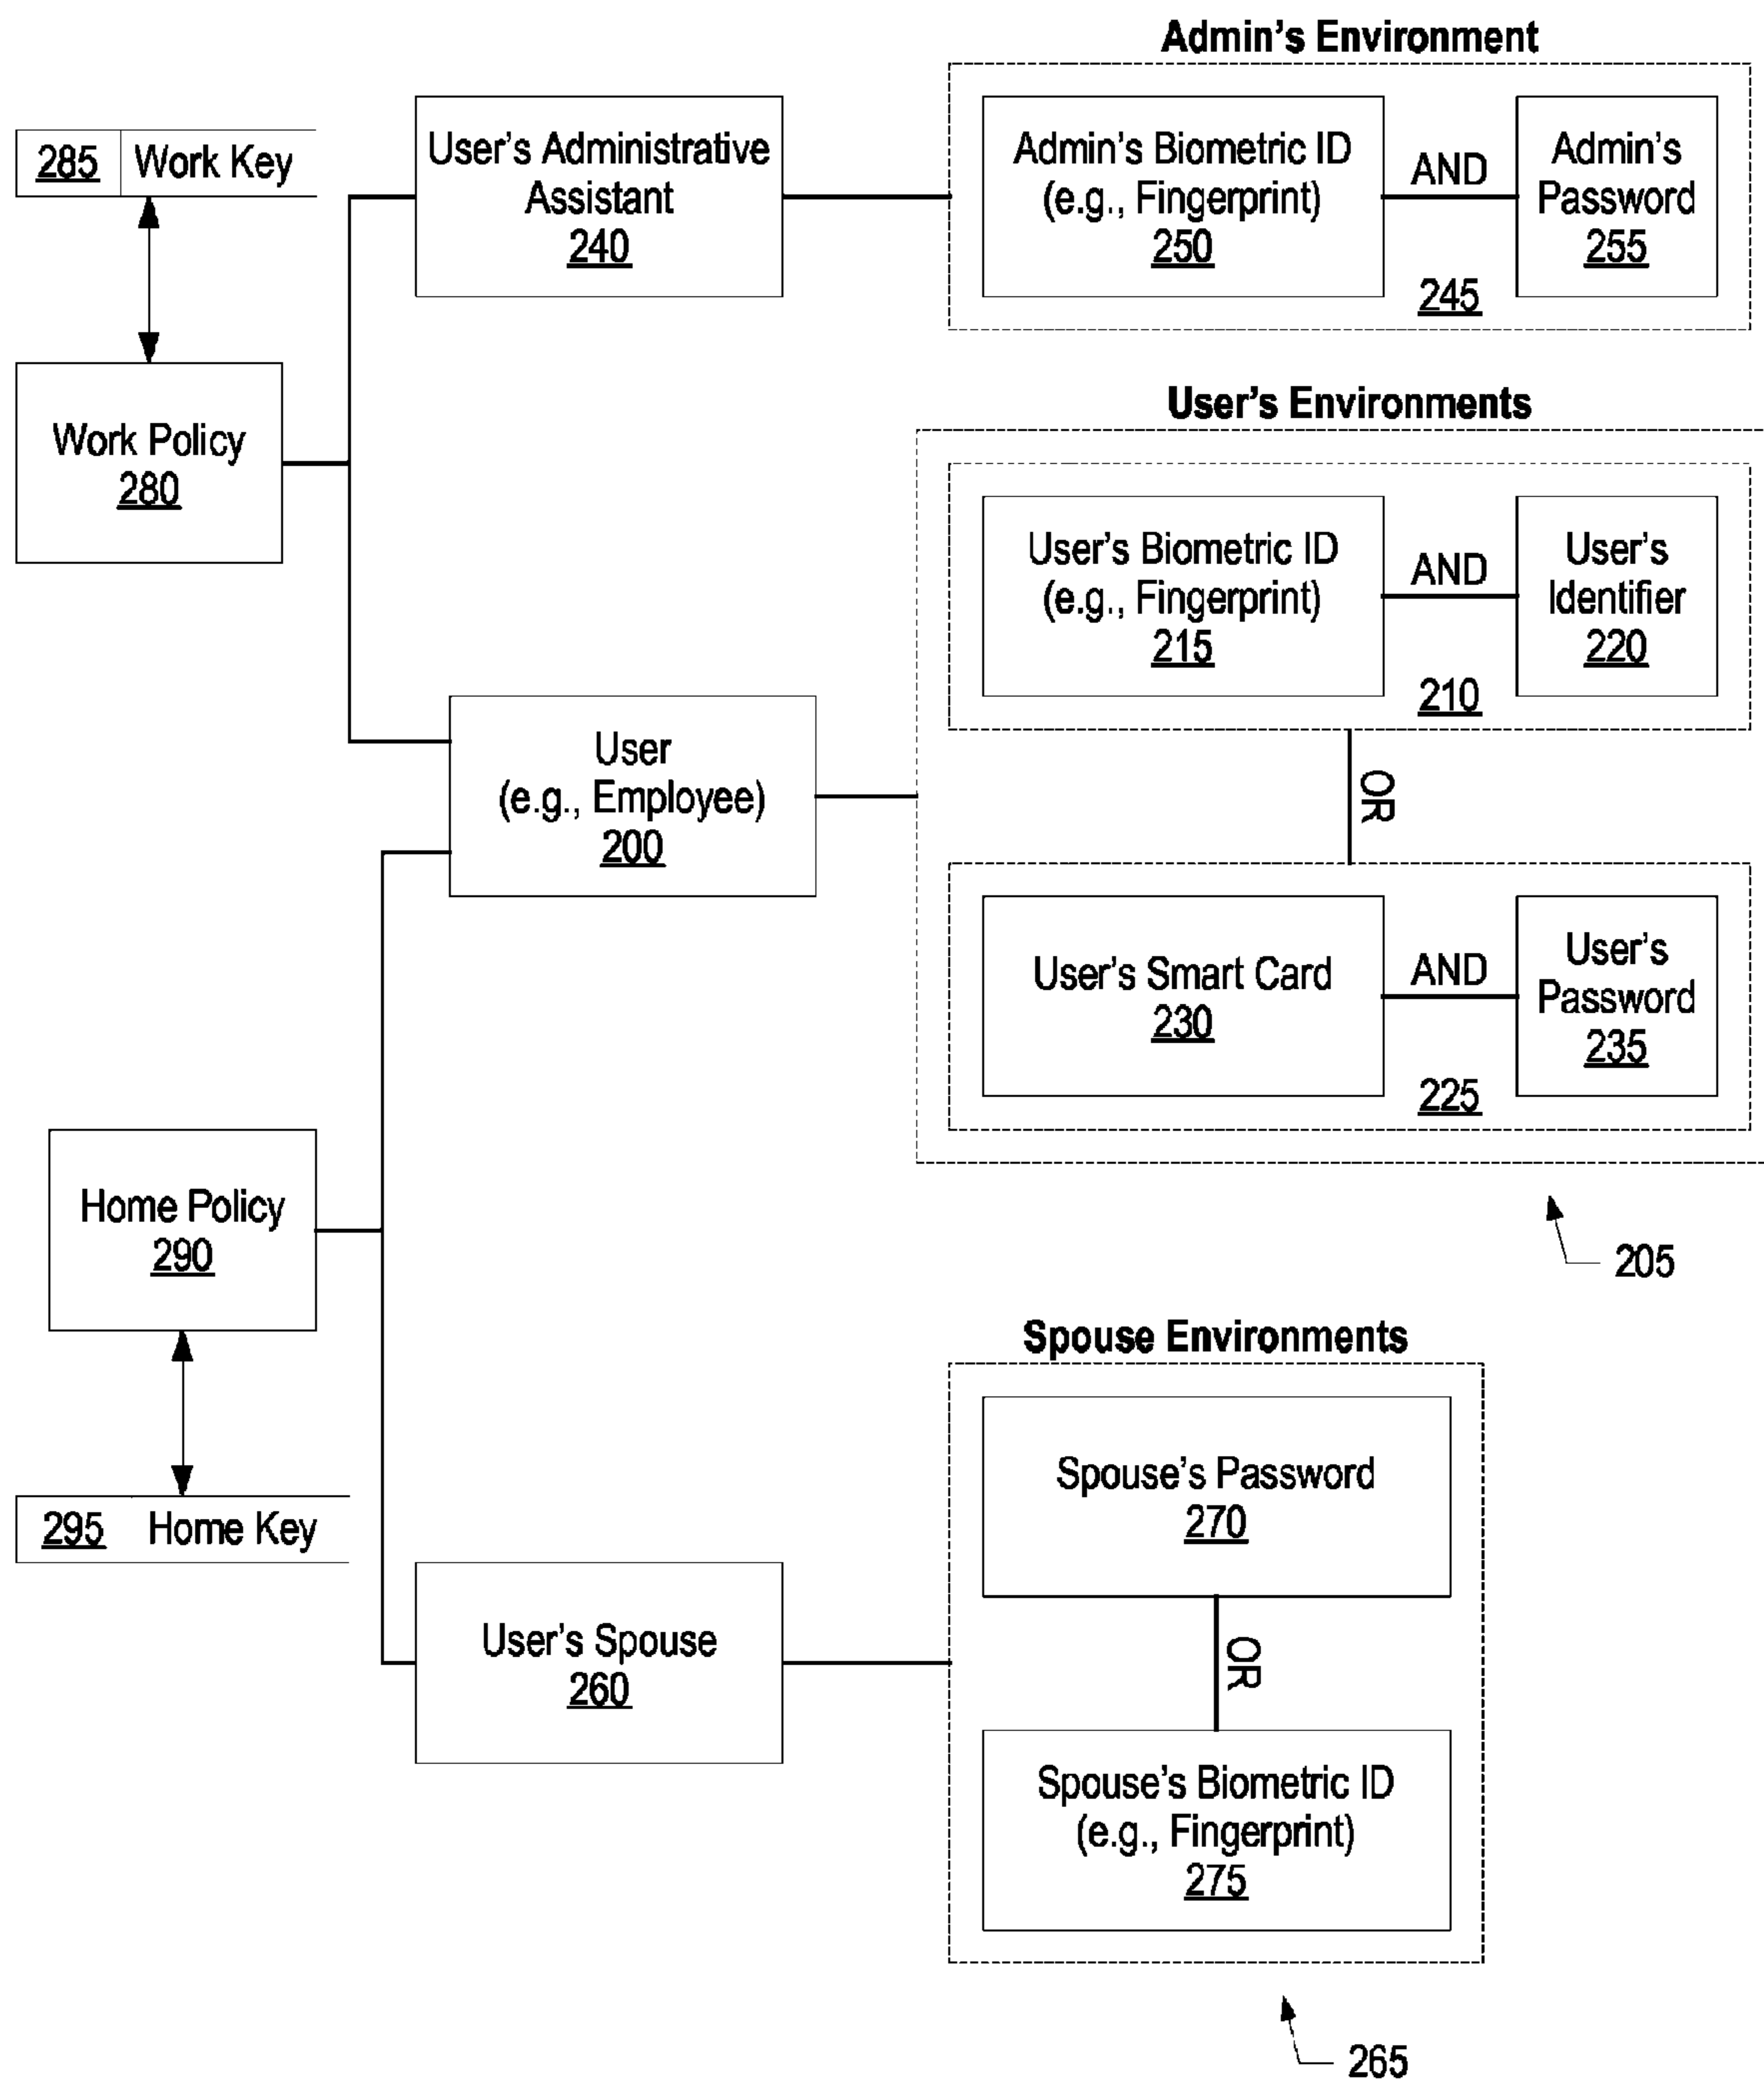 Admin's Environment
285 Work Key
User's Administrative
Assistant
240
Admin's Biometric ID
(e.g., Fingerprint)
250
AND
245
Admin's
Password
255
Work Policy
280
User's Environments
User's Biometric ID
(e.g., Fingerprint)
215
AND
210
User's
Identifier
220
User
(e.g., Employee)
200
OR
User's Smart Card
230
AND
225
User's
Password
235
205
Home Policy
290
295 Home Key
Spouse Environments
Spouse's Password
270
User's Spouse
260
OR
Spouse's Biometric ID
(e.g., Fingerprint)
275
265